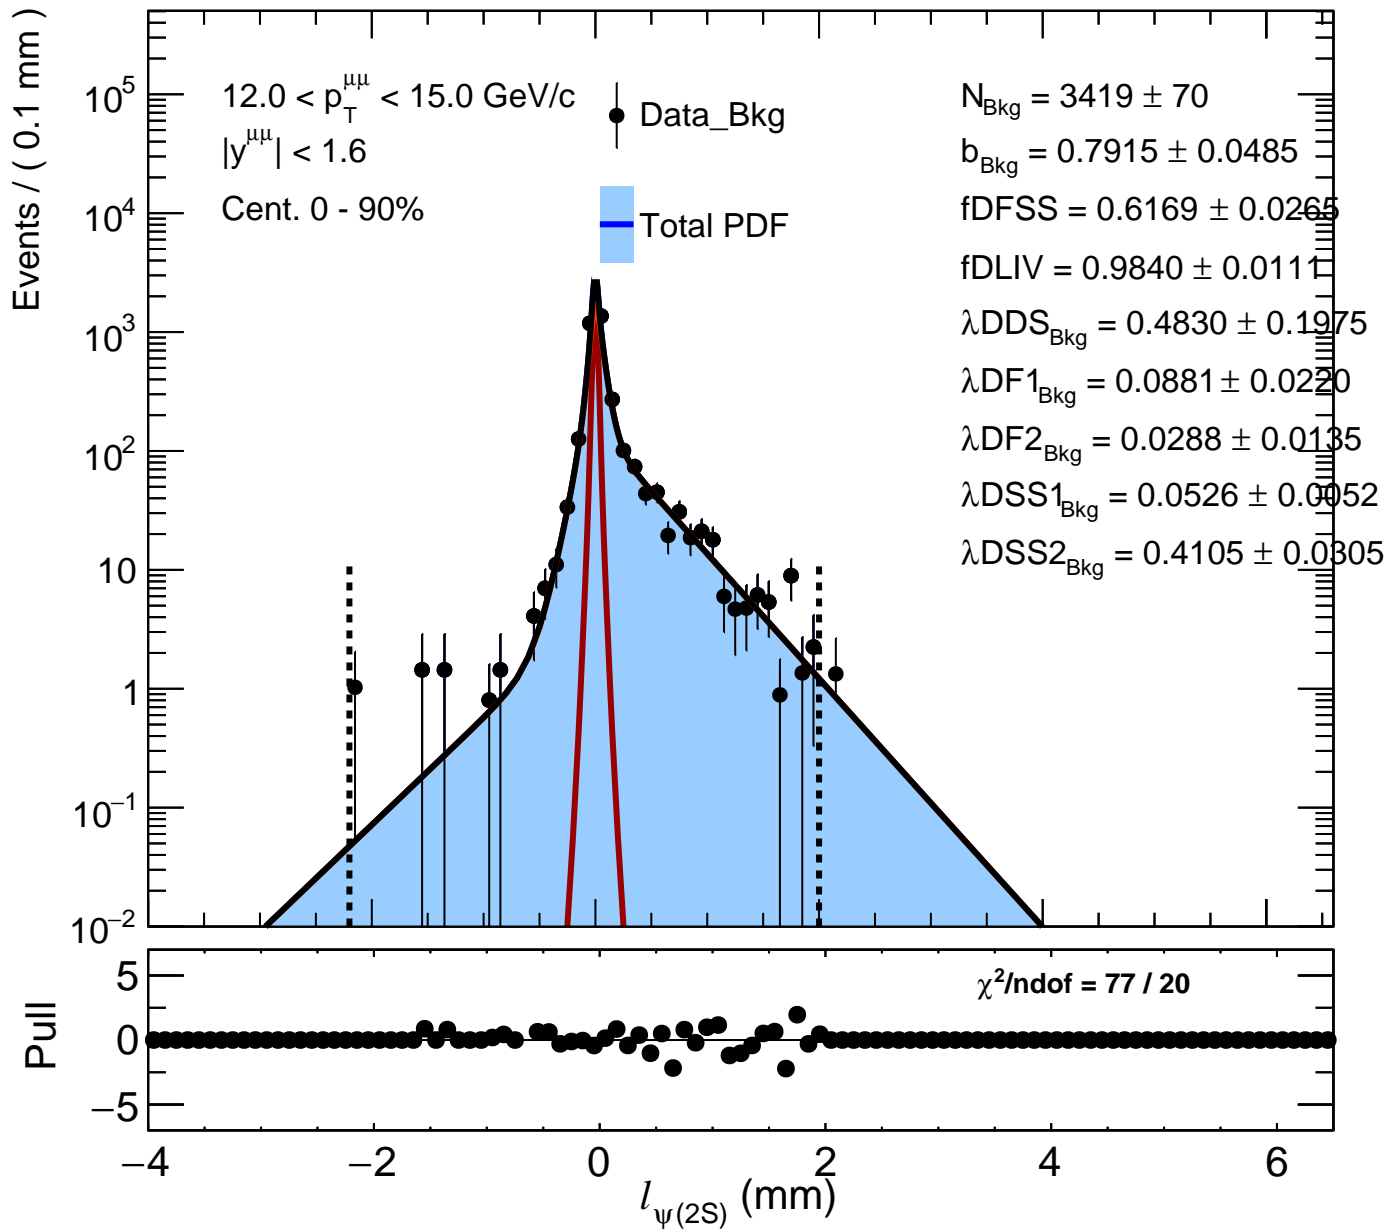 Events / ( 0.1 mm )
12.0 < p_T^μμ < 15.0 GeV/c
|y^μμ| < 1.6
Cent. 0 - 90%
Data_Bkg
Total PDF
N_Bkg = 3419 ± 70
b_Bkg = 0.7915 ± 0.0485
fDFSS = 0.6169 ± 0.0265
fDLIV = 0.9840 ± 0.0111
λDDS_Bkg = 0.4830 ± 0.1975
λDF1_Bkg = 0.0881 ± 0.0220
λDF2_Bkg = 0.0288 ± 0.0135
λDSS1_Bkg = 0.0526 ± 0.0052
λDSS2_Bkg = 0.4105 ± 0.0305
10^5
10^4
10^3
10^2
10
1
10^−1
10^−2
Pull
5
0
−5
χ²/ndof = 77 / 20
−4 −2 0 2 4 6
l_ψ(2S) (mm)